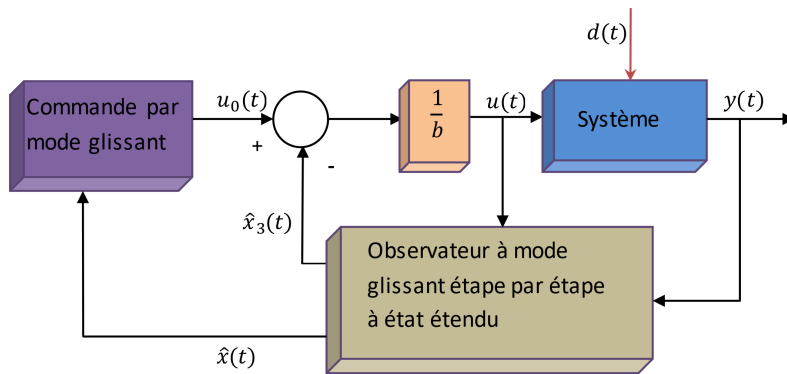 d(t)
Commande par
mode glissant
u₀(t)
+
-
1
b
u(t)
Système
y(t)
x̂₃(t)
Observateur à mode
glissant étape par étape
à état étendu
x̂(t)